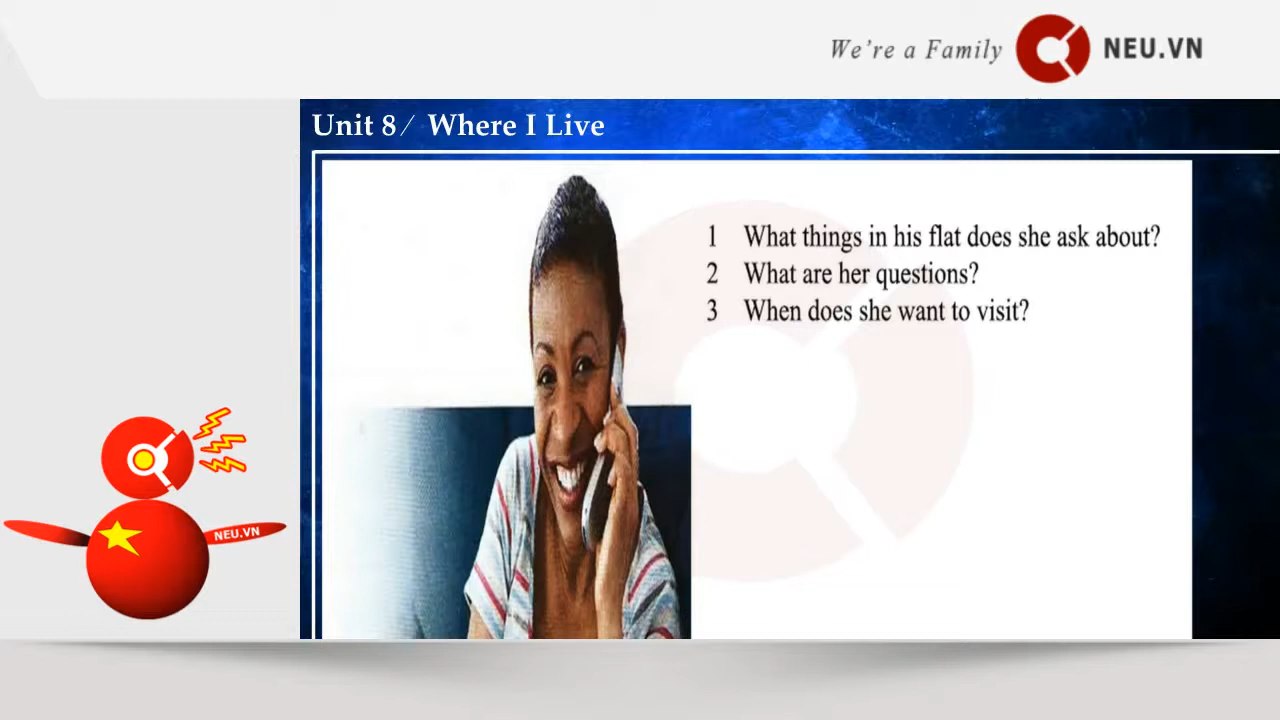 We're a Family NEU.VN
Unit 8/ Where I Live
1 What things in his flat does she ask about?
2 What are her questions?
3 When does she want to visit?
NEU.VN